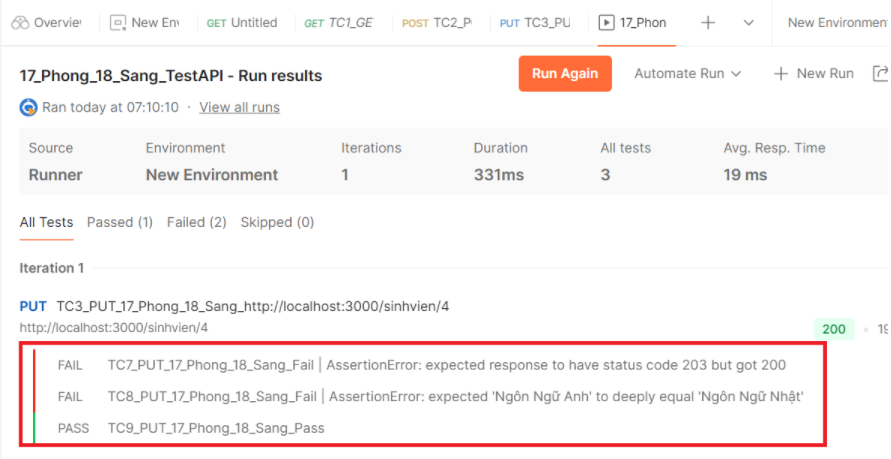 Overview New Env GET Untitled GET TC1_GE POST TC2_P PUT TC3_PU 17_Phon New Environment
17_Phong_18_Sang_TestAPI - Run results Run Again Automate Run New Run
Ran today at 07:10:10 · View all runs
Source Environment Iterations Duration All tests Avg. Resp. Time
Runner New Environment 1 331ms 3 19 ms
All Tests Passed (1) Failed (2) Skipped (0)
Iteration 1
PUT TC3_PUT_17_Phong_18_Sang_http://localhost:3000/sinhvien/4
http://localhost:3000/sinhvien/4 200 19
FAIL TC7_PUT_17_Phong_18_Sang_Fail | AssertionError: expected response to have status code 203 but got 200
FAIL TC8_PUT_17_Phong_18_Sang_Fail | AssertionError: expected 'Ngôn Ngữ Anh' to deeply equal 'Ngôn Ngữ Nhật'
PASS TC9_PUT_17_Phong_18_Sang_Pass